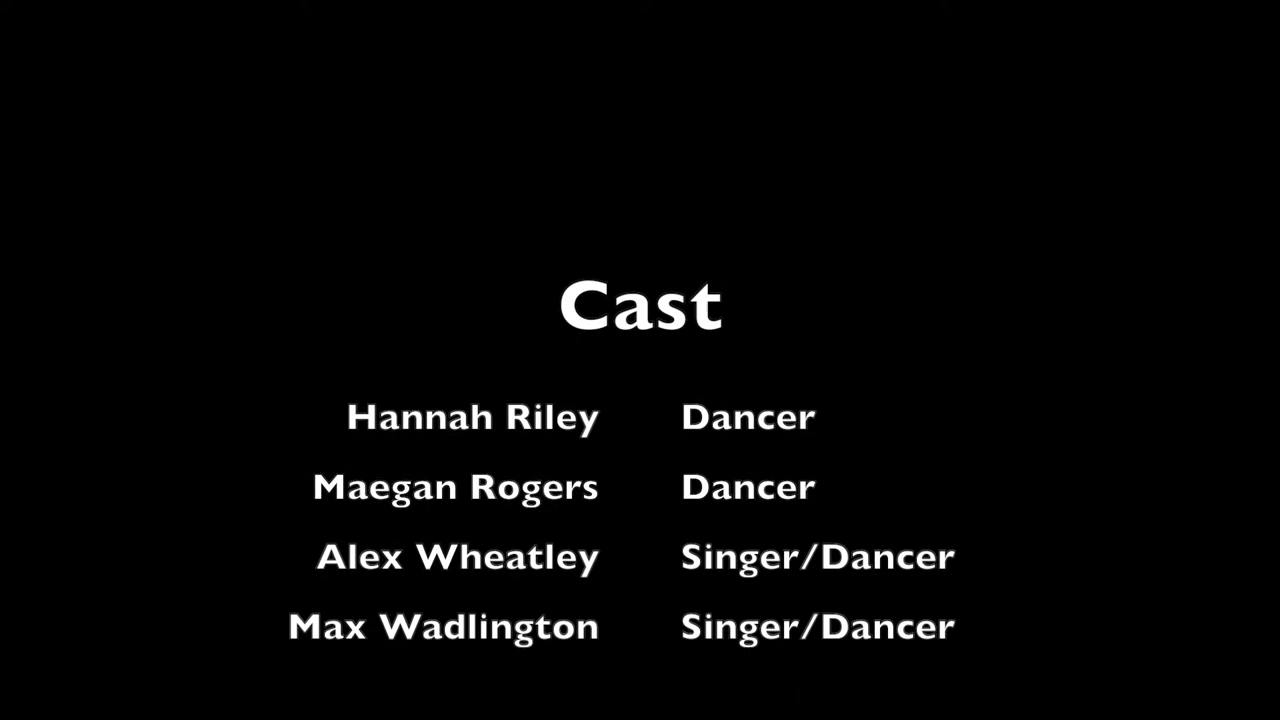 Cast
Hannah Riley Dancer
Maegan Rogers Dancer
Alex Wheatley Singer/Dancer
Max Wadlington Singer/Dancer